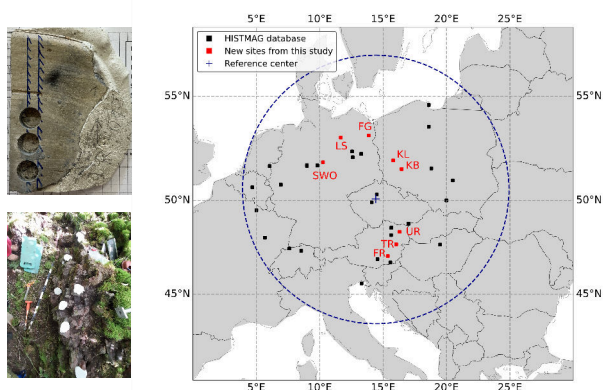 5°E 10°E 15°E 20°E 25°E
HISTMAG database
New sites from this study
Reference center
55°N 55°N
FG
LS
KL
KB
SWO
50°N 50°N
UR
TR
FR
45°N 45°N
5°E 10°E 15°E 20°E 25°E